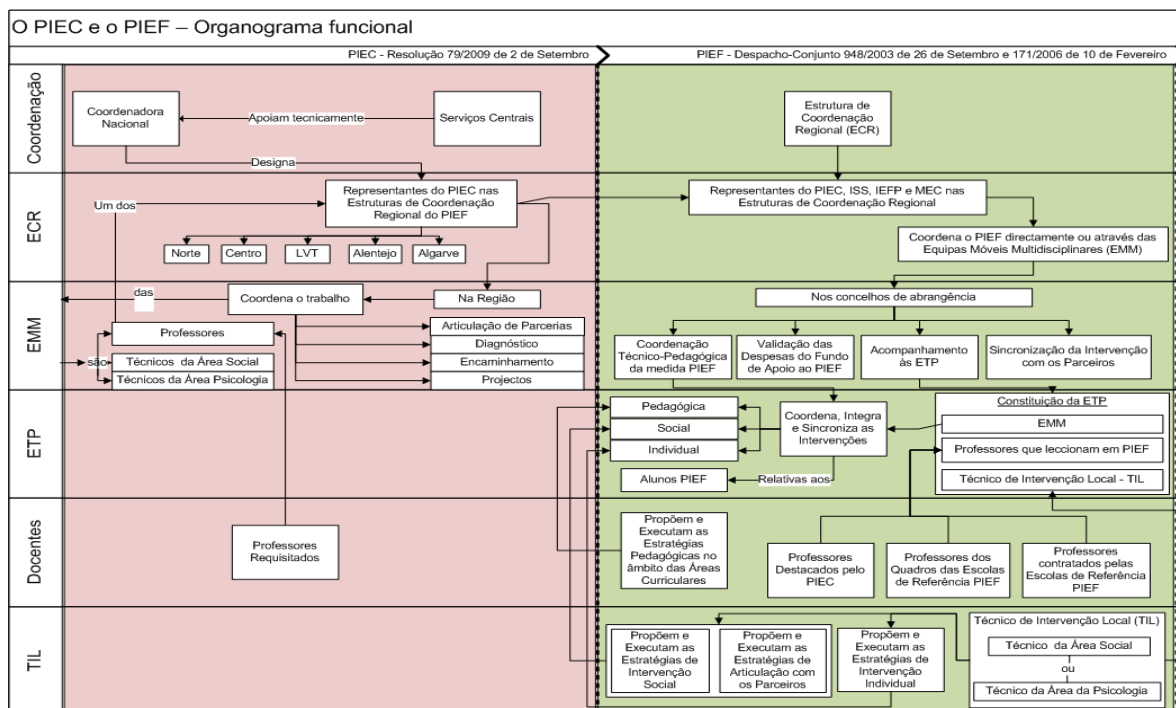 O PIEC e o PIEF – Organograma funcional
PIEC - Resolução 79/2009 de 2 de Setembro
PIEF - Despacho-Conjunto 948/2003 de 26 de Setembro e 171/2006 de 10 de Fevereiro
Coordenação
Coordenadora
Nacional
Apoiam tecnicamente
Serviços Centrais
Designa
Estrutura de
Coordenação
Regional (ECR)
ECR
Um dos
Representantes do PIEC nas
Estruturas de Coordenação
Regional do PIEF
Norte
Centro
LVT
Alentejo
Algarve
Representantes do PIEC, ISS, IEFP e MEC nas
Estruturas de Coordenação Regional
Coordena o PIEF directamente ou através das
Equipas Móveis Multidisciplinares (EMM)
EMM
das
Coordena o trabalho
Na Região
Professores
são
Técnicos da Área Social
Técnicos da Área Psicologia
Articulação de Parcerias
Diagnóstico
Encaminhamento
Projectos
Nos concelhos de abrangência
Coordenação
Técnico-Pedagógica
da medida PIEF
Validação das
Despesas do Fundo
de Apoio ao PIEF
Acompanhamento
às ETP
Sincronização da Intervenção
com os Parceiros
ETP
Pedagógica
Social
Individual
Coordena, Integra
e Sincroniza as
Intervenções
Alunos PIEF
Relativas aos
Constituição da ETP
EMM
Professores que leccionam em PIEF
Técnico de Intervenção Local - TIL
Docentes
Professores
Requisitados
Propõem e
Executam as
Estratégias
Pedagógicas no
âmbito das Áreas
Curriculares
Professores
Destacados pelo
PIEC
Professores dos
Quadros das Escolas
de Referência PIEF
Professores
contratados pelas
Escolas de Referência
PIEF
TIL
Propõem e
Executam as
Estratégias de
Intervenção
Social
Propõem e
Executam as
Estratégias de
Articulação com
os Parceiros
Propõem e
Executam as
Estratégias de
Intervenção
Individual
Técnico de Intervenção Local (TIL)
Técnico da Área Social
ou
Técnico da Área da Psicologia